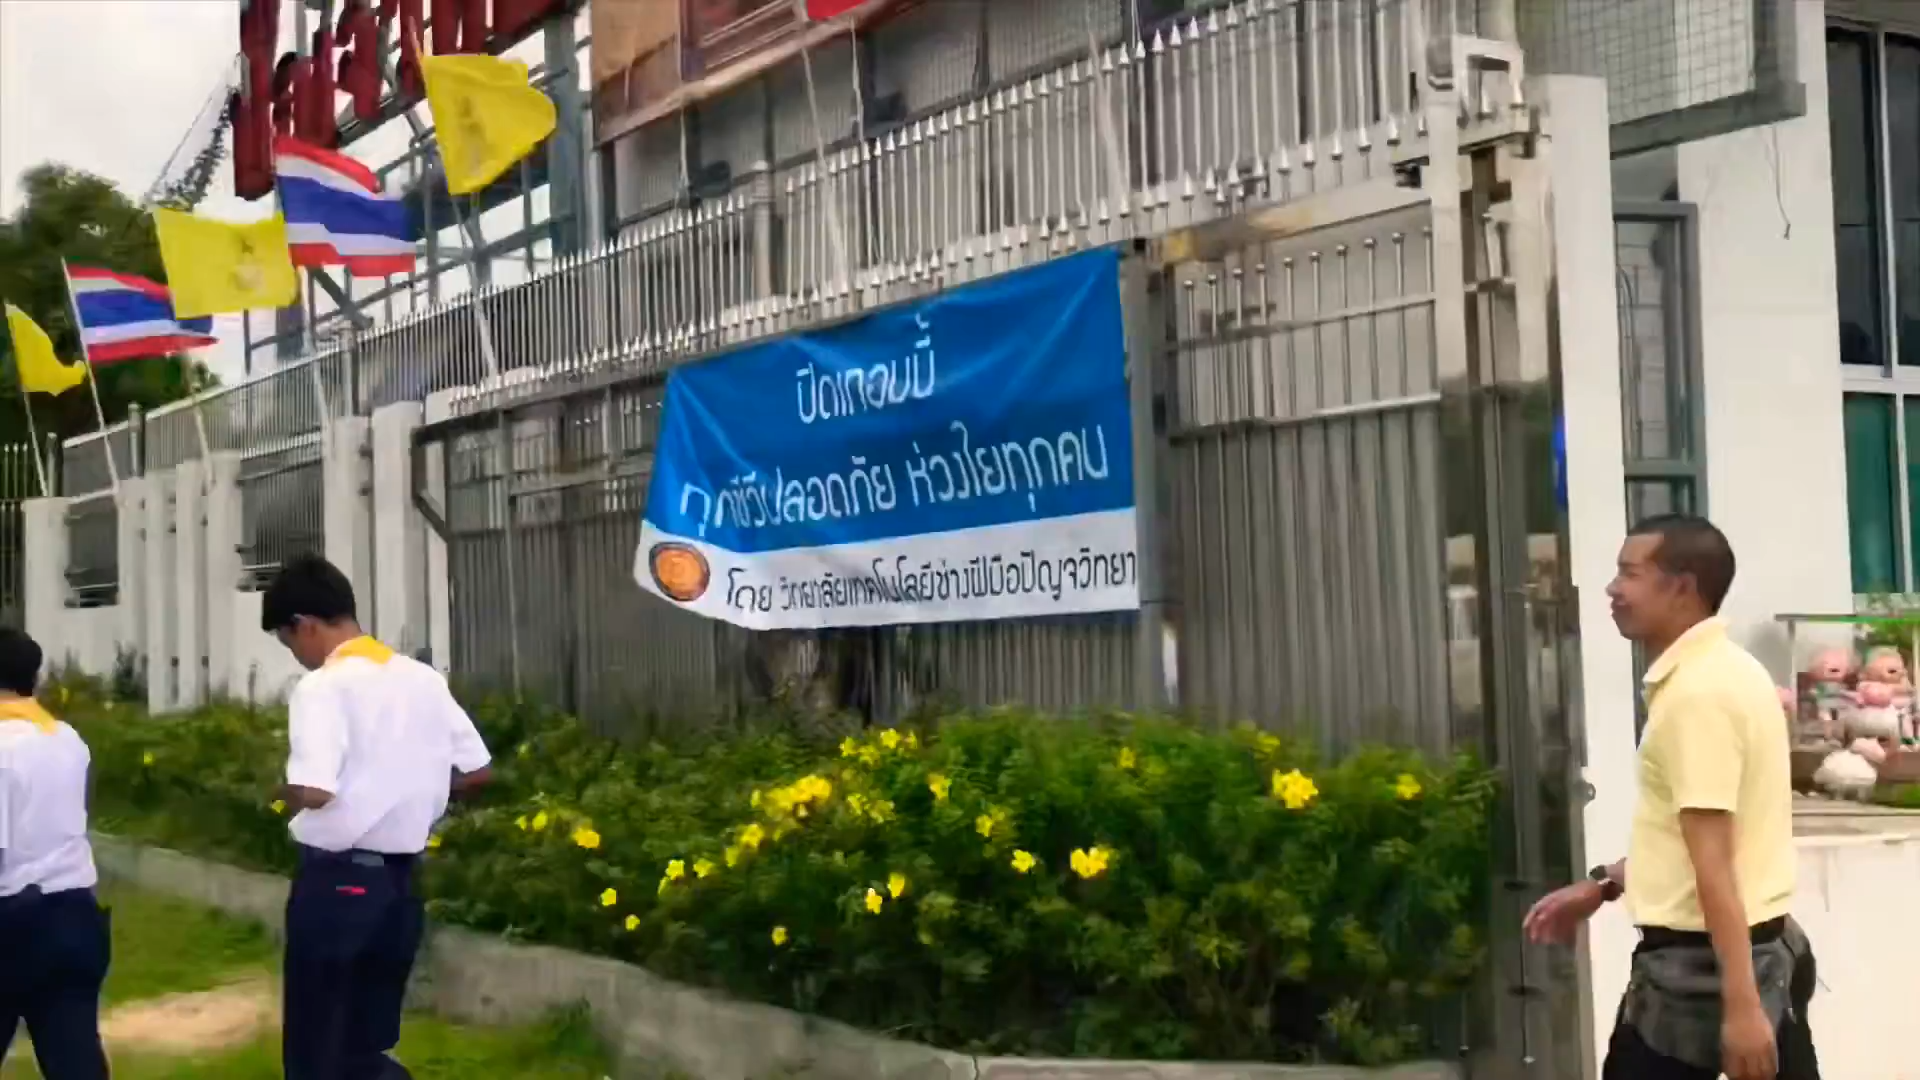 ปิดเทอมนี้
ทุกชีวีปลอดภัย ห่วงใยทุกคน
โดย วิทยาลัยเทคโนโลยีช่างฝีมือปัญจวิทยา